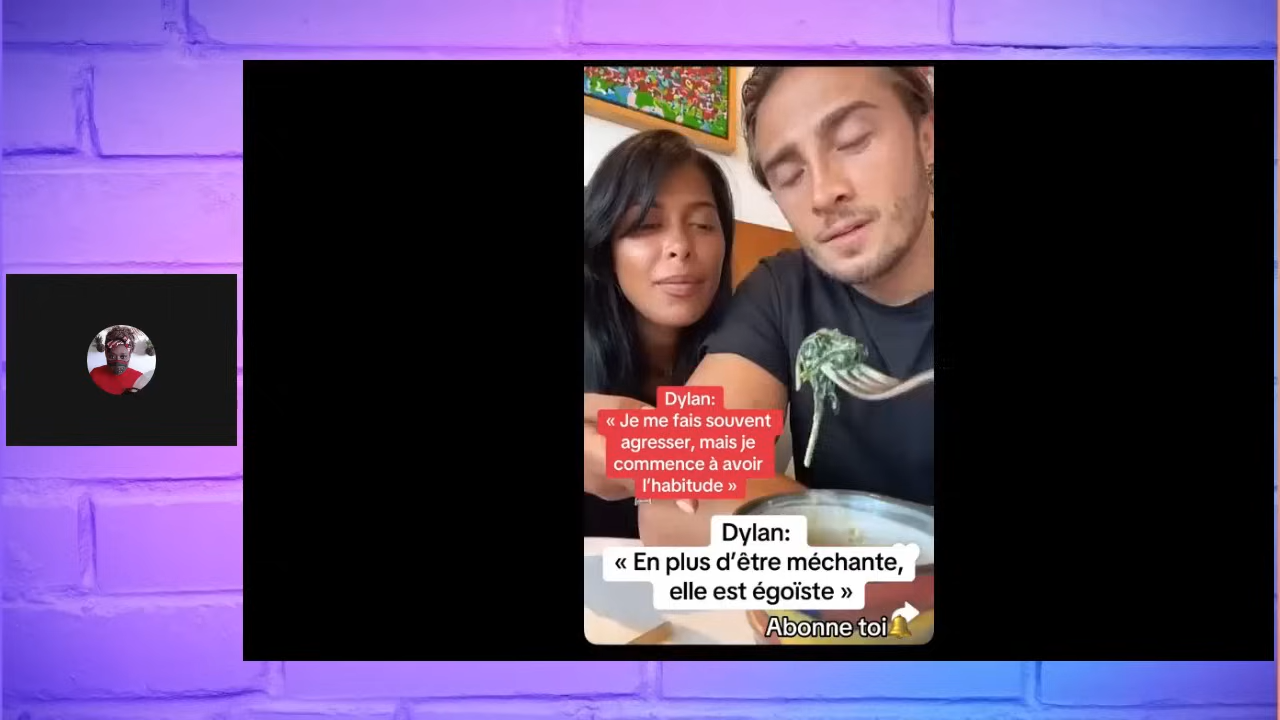 Dylan:
« Je me fais souvent
agresser, mais je
commence à avoir
l’habitude »
Dylan:
« En plus d’être méchante,
elle est égoïste »
Abonne toi🔔